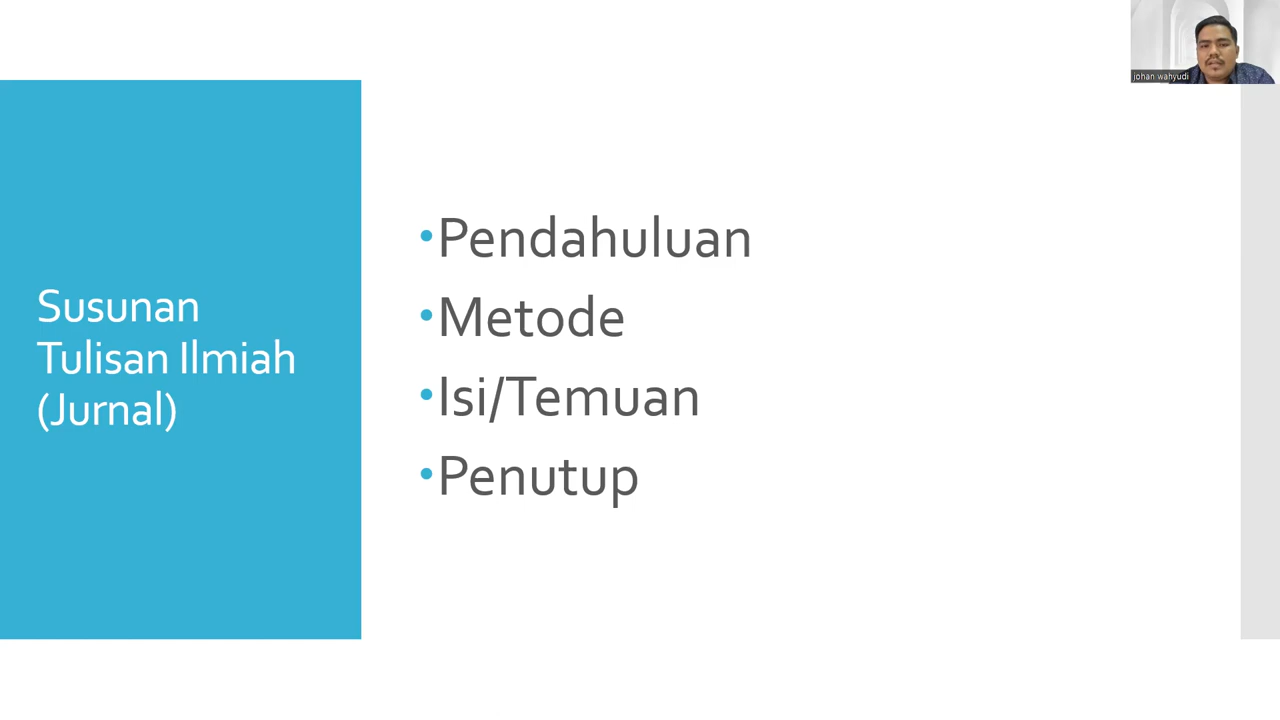 johan wahyudi
Susunan
Tulisan Ilmiah
(Jurnal)
•Pendahuluan
•Metode
•Isi/Temuan
•Penutup